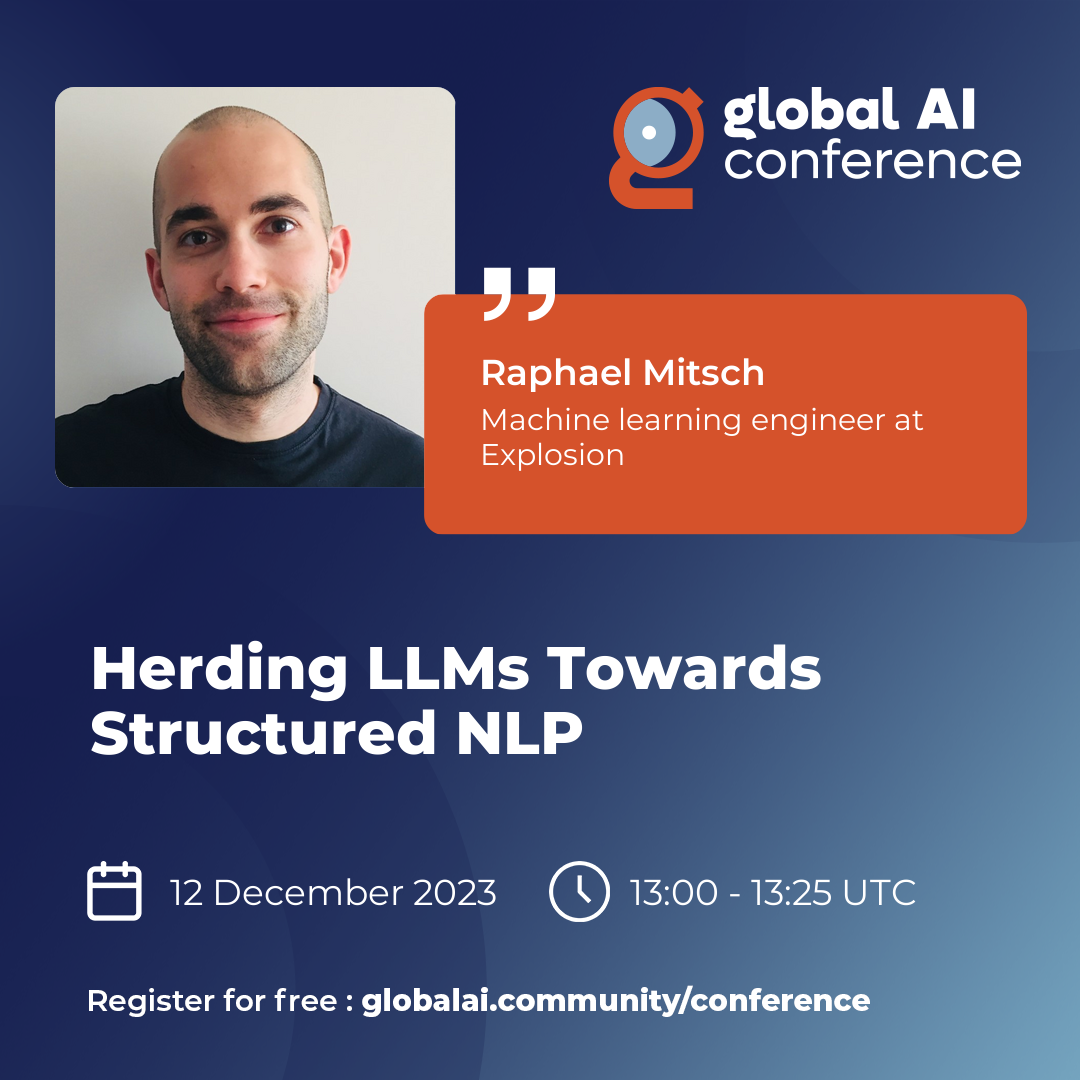 global AI
conference
Raphael Mitsch
Machine learning engineer at
Explosion
Herding LLMs Towards
Structured NLP
12 December 2023
13:00 - 13:25 UTC
Register for free : globalai.community/conference